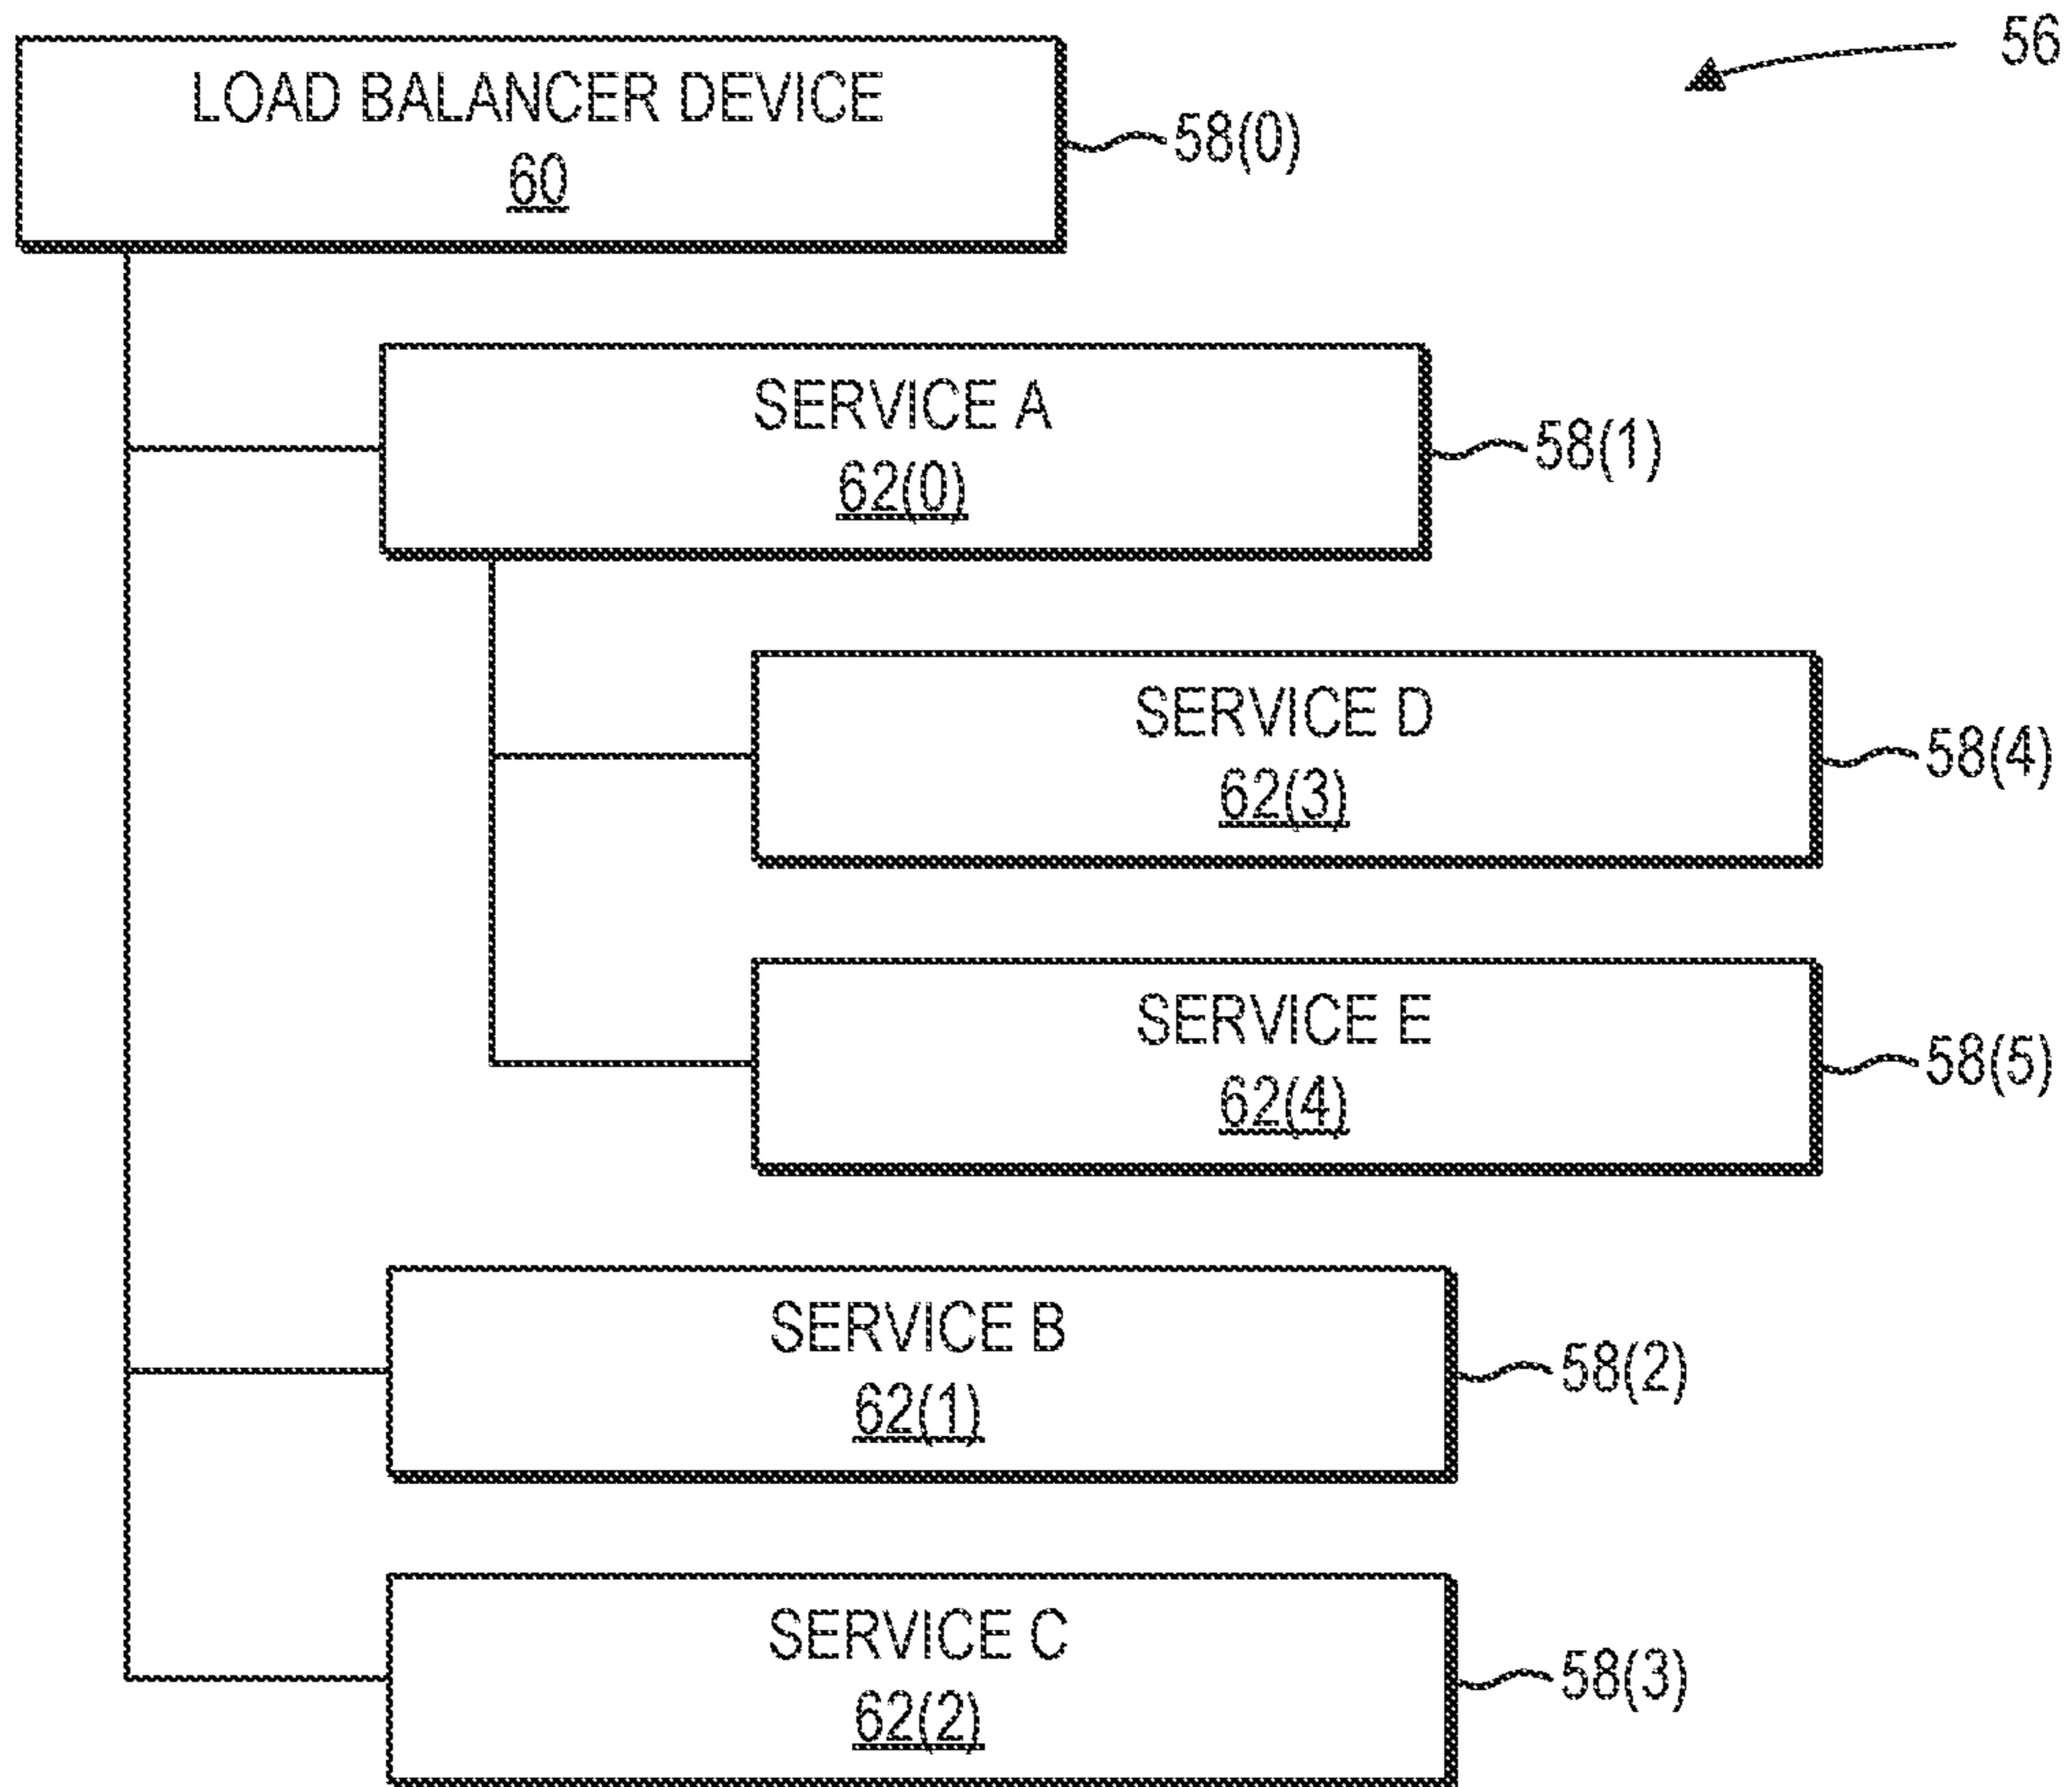 56
LOAD BALANCER DEVICE
60
58(0)
SERVICE A
62(0)
58(1)
SERVICE D
62(3)
58(4)
SERVICE E
62(4)
58(5)
SERVICE B
62(1)
58(2)
SERVICE C
62(2)
58(3)